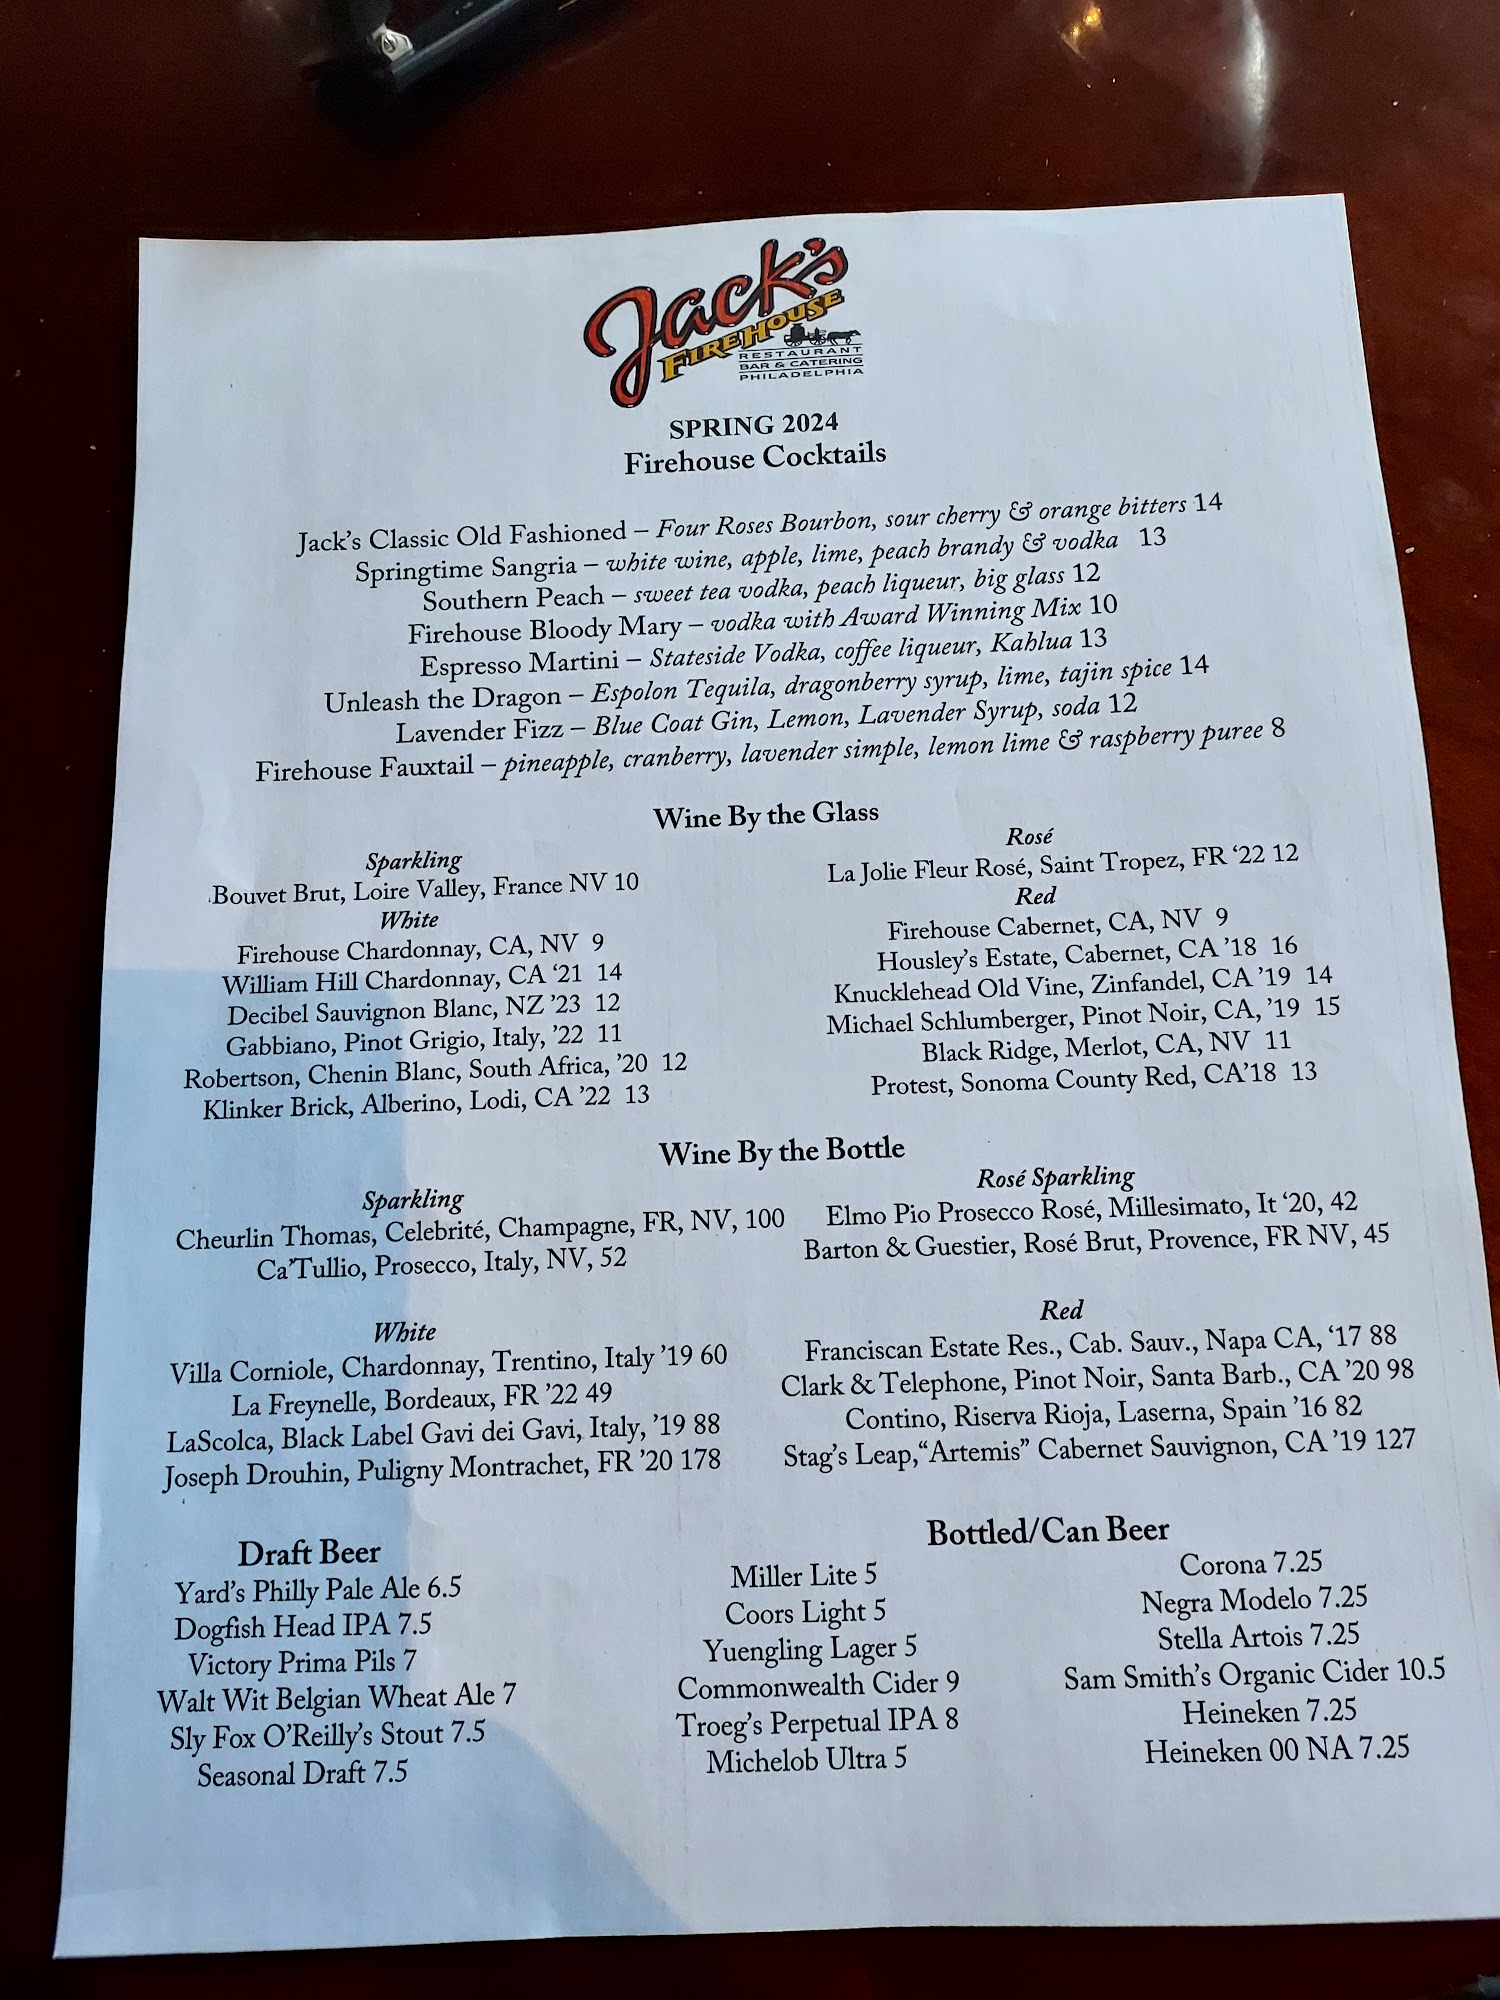 Jack's
FIREHOUSE
RESTAURANT
BAR & CATERING
PHILADELPHIA
SPRING 2024
Firehouse Cocktails
Jack's Classic Old Fashioned – Four Roses Bourbon, sour cherry & orange bitters 14
Springtime Sangria – white wine, apple, lime, peach brandy & vodka 13
Southern Peach – sweet tea vodka, peach liqueur, big glass 12
Firehouse Bloody Mary – vodka with Award Winning Mix 10
Espresso Martini – Stateside Vodka, coffee liqueur, Kahlua 13
Unleash the Dragon – Espolon Tequila, dragonberry syrup, lime, tajin spice 14
Lavender Fizz – Blue Coat Gin, Lemon, Lavender Syrup, soda 12
Firehouse Fauxtail – pineapple, cranberry, lavender simple, lemon lime & raspberry puree 8
Wine By the Glass
Sparkling
Bouvet Brut, Loire Valley, France NV 10
White
Firehouse Chardonnay, CA, NV 9
William Hill Chardonnay, CA '21 14
Decibel Sauvignon Blanc, NZ '23 12
Gabbiano, Pinot Grigio, Italy, '22 11
Robertson, Chenin Blanc, South Africa, '20 12
Klinker Brick, Alberino, Lodi, CA '22 13
Rosé
La Jolie Fleur Rosé, Saint Tropez, FR '22 12
Red
Firehouse Cabernet, CA, NV 9
Housley's Estate, Cabernet, CA '18 16
Knucklehead Old Vine, Zinfandel, CA '19 14
Michael Schlumberger, Pinot Noir, CA, '19 15
Black Ridge, Merlot, CA, NV 11
Protest, Sonoma County Red, CA'18 13
Wine By the Bottle
Sparkling
Cheurlin Thomas, Celebrité, Champagne, FR, NV, 100
Ca'Tullio, Prosecco, Italy, NV, 52
White
Villa Corniole, Chardonnay, Trentino, Italy '19 60
La Freynelle, Bordeaux, FR '22 49
LaScolca, Black Label Gavi dei Gavi, Italy, '19 88
Joseph Drouhin, Puligny Montrachet, FR '20 178
Rosé Sparkling
Elmo Pio Prosecco Rosé, Millesimato, It '20, 42
Barton & Guestier, Rosé Brut, Provence, FR NV, 45
Red
Franciscan Estate Res., Cab. Sauv., Napa CA, '17 88
Clark & Telephone, Pinot Noir, Santa Barb., CA '20 98
Contino, Riserva Rioja, Laserna, Spain '16 82
Stag's Leap,"Artemis" Cabernet Sauvignon, CA '19 127
Draft Beer
Yard's Philly Pale Ale 6.5
Dogfish Head IPA 7.5
Victory Prima Pils 7
Walt Wit Belgian Wheat Ale 7
Sly Fox O'Reilly's Stout 7.5
Seasonal Draft 7.5
Bottled/Can Beer
Miller Lite 5
Coors Light 5
Yuengling Lager 5
Commonwealth Cider 9
Troeg's Perpetual IPA 8
Michelob Ultra 5
Corona 7.25
Negra Modelo 7.25
Stella Artois 7.25
Sam Smith's Organic Cider 10.5
Heineken 7.25
Heineken 00 NA 7.25